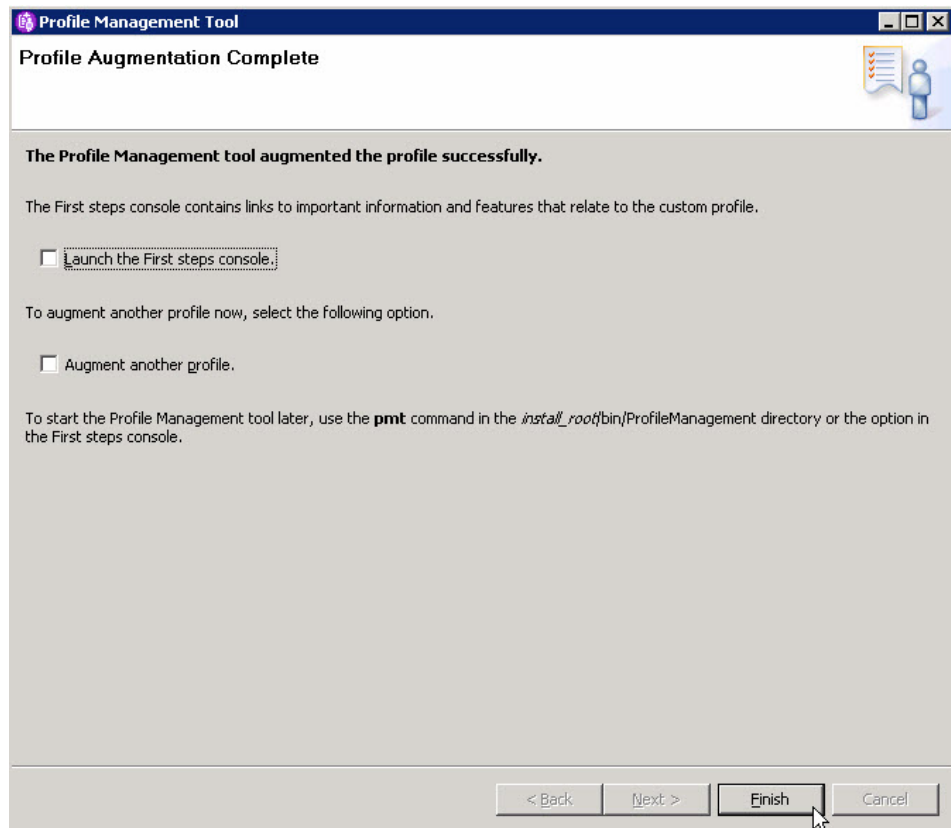 Profile Management Tool
Profile Augmentation Complete
The Profile Management tool augmented the profile successfully.
The First steps console contains links to important information and features that relate to the custom profile.
Launch the First steps console.
To augment another profile now, select the following option.
Augment another profile.
To start the Profile Management tool later, use the pmt command in the install_root/bin/ProfileManagement directory or the option in
the First steps console.
< Back
Next >
Finish
Cancel